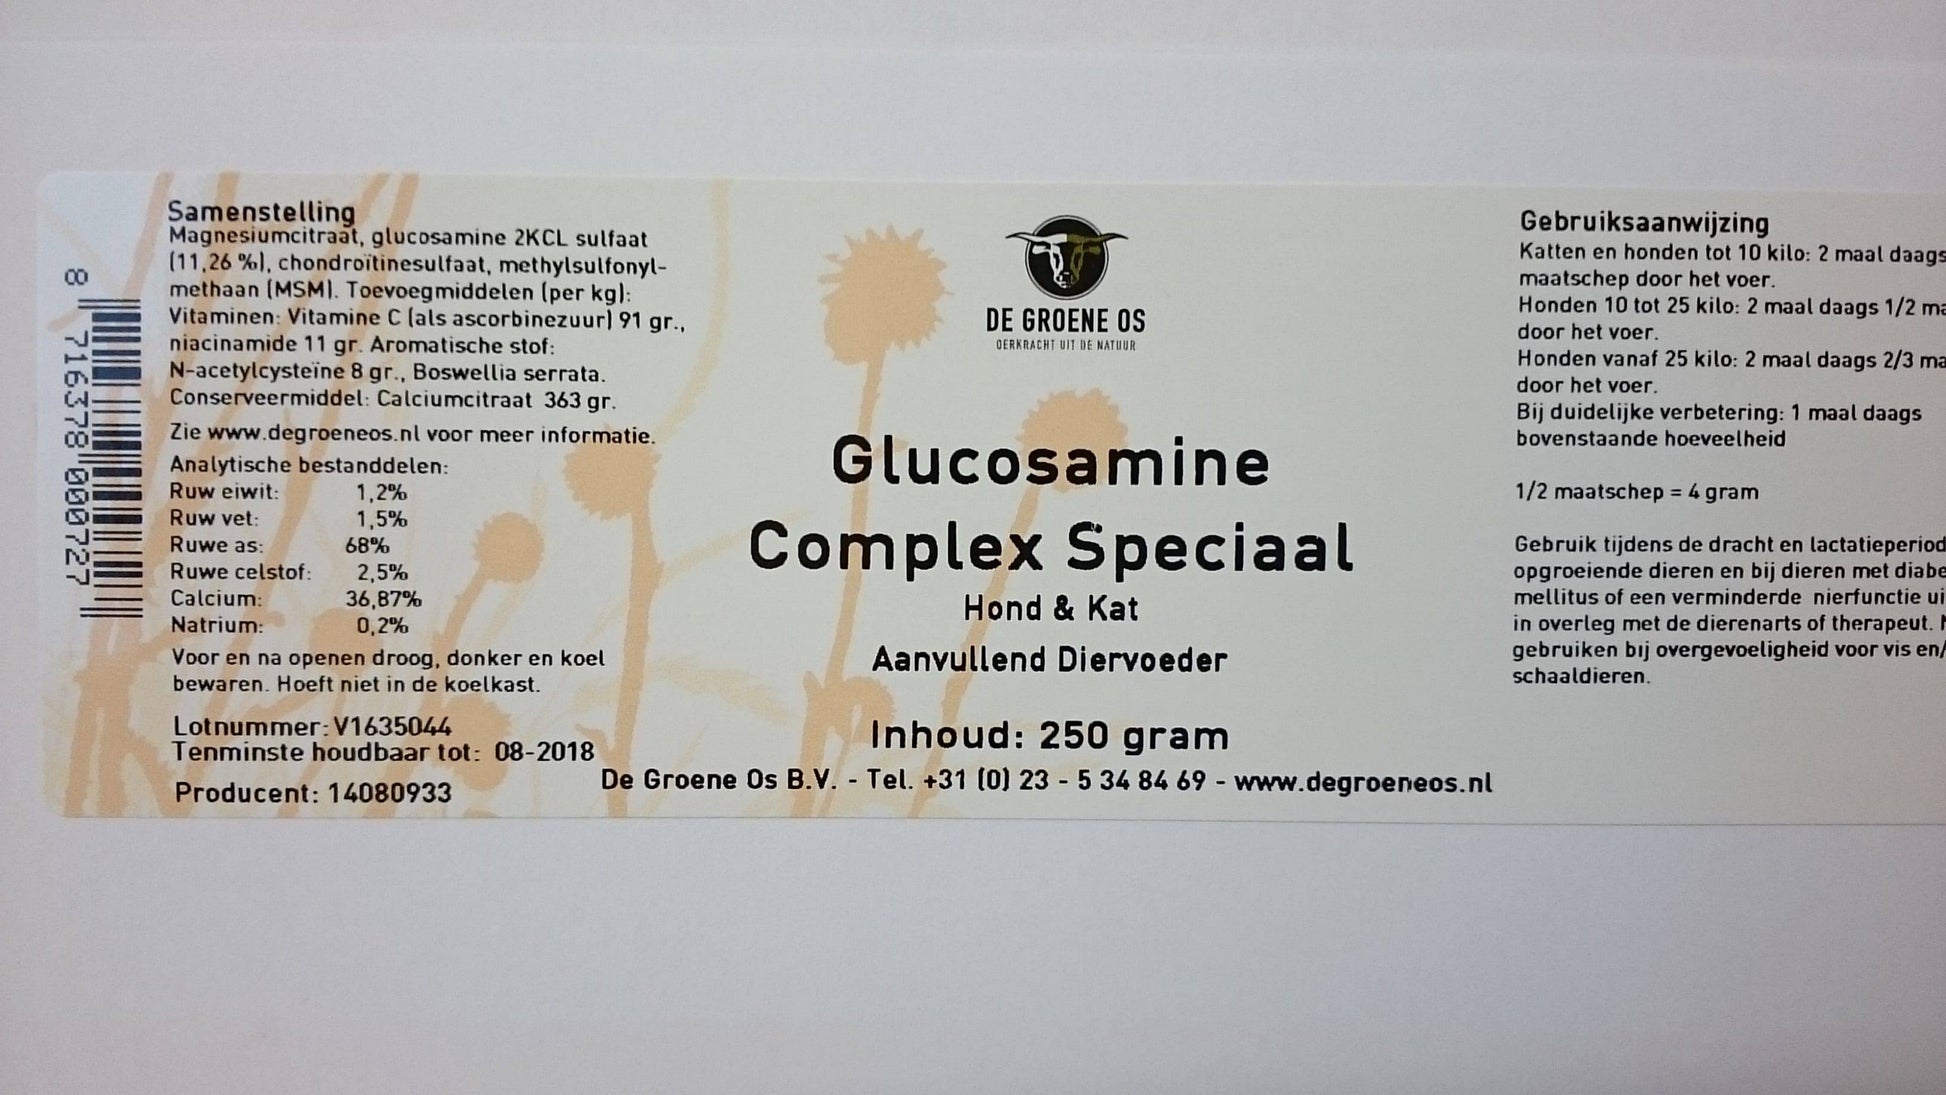 8 716378 000727
Samenstelling
Magnesiumcitraat, glucosamine 2KCL sulfaat
(11,26 %), chondroïtinesulfaat, methylsulfonyl-
methaan (MSM). Toevoegmiddelen (per kg):
Vitaminen: Vitamine C (als ascorbinezuur) 91 gr.,
niacinamide 11 gr. Aromatische stof:
N-acetylcysteïne 8 gr., Boswellia serrata.
Conserveermiddel: Calciumcitraat 363 gr.
Zie www.degroeneos.nl voor meer informatie.
Analytische bestanddelen:
Ruw eiwit: 1,2%
Ruw vet: 1,5%
Ruwe as: 68%
Ruwe celstof: 2,5%
Calcium: 36,87%
Natrium: 0,2%
Voor en na openen droog, donker en koel
bewaren. Hoeft niet in de koelkast.
Lotnummer: V1635044
Tenminste houdbaar tot: 08-2018
Producent: 14080933
DE GROENE OS
OERKRACHT UIT DE NATUUR
Glucosamine
Complex Speciaal
Hond & Kat
Aanvullend Diervoeder
Inhoud: 250 gram
De Groene Os B.V. - Tel. +31 (0) 23 - 5 34 84 69 - www.degroeneos.nl
Gebruiksaanwijzing
Katten en honden tot 10 kilo: 2 maal daags
maatschep door het voer.
Honden 10 tot 25 kilo: 2 maal daags 1/2
door het voer.
Honden vanaf 25 kilo: 2 maal daags 2/3
door het voer.
Bij duidelijke verbetering: 1 maal daags
bovenstaande hoeveelheid
1/2 maatschep = 4 gram
Gebruik tijdens de dracht en lactatieperiod
opgroeiende dieren en bij dieren met
mellitus of een verminderde nierfunctie
in overleg met de dierenarts of therapeut.
gebruiken bij overgevoeligheid voor vis en/
schaaldieren.